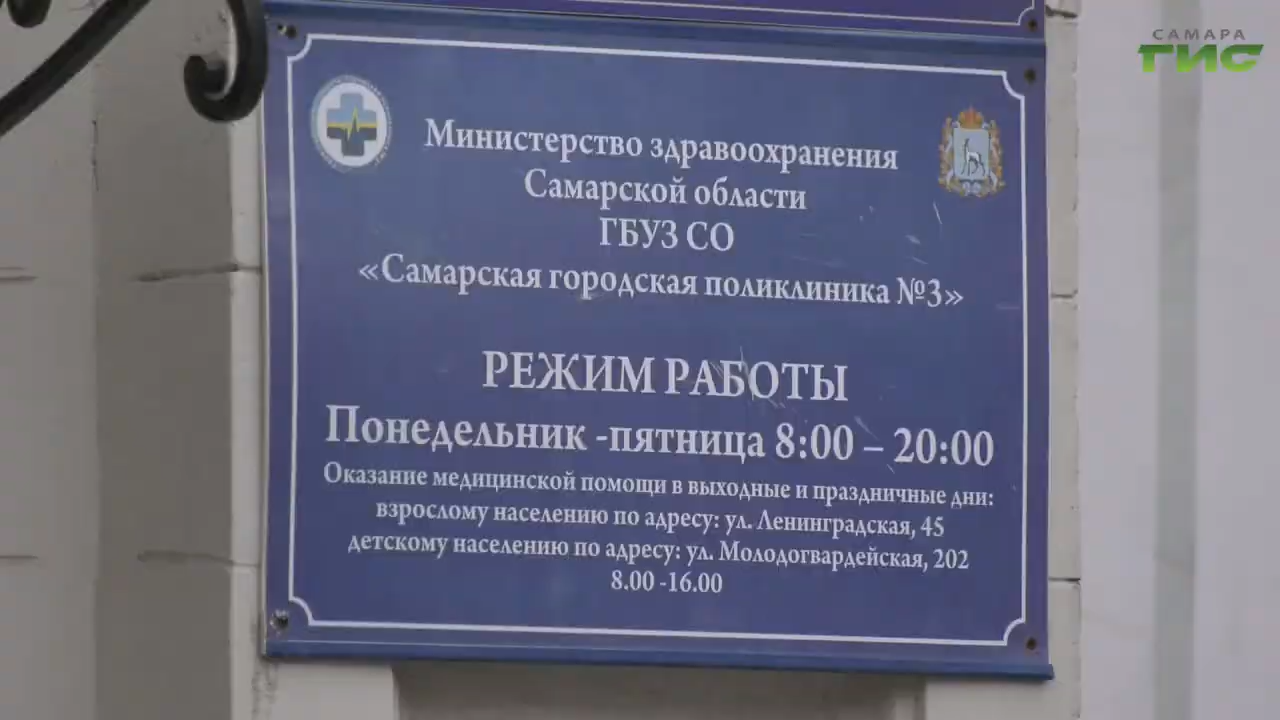 САМАРА
ГИС
Министерство здравоохранения
Самарской области
ГБУЗ СО
«Самарская городская поликлиника №3»
РЕЖИМ РАБОТЫ
Понедельник -пятница 8:00 – 20:00
Оказание медицинской помощи в выходные и праздничные дни:
взрослому населению по адресу: ул. Ленинградская, 45
детскому населению по адресу: ул. Молодогвардейская, 202
8.00 -16.00